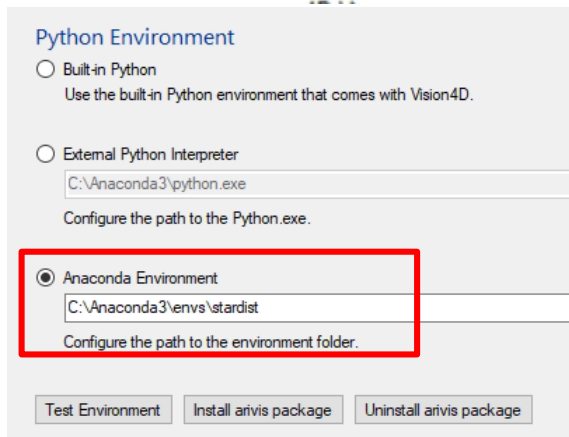 Python Environment
Built-in Python
Use the built-in Python environment that comes with Vision4D.
External Python Interpreter
C:\Anaconda3\python.exe
Configure the path to the Python.exe.
Anaconda Environment
C:\Anaconda3\envs\stardist
Configure the path to the environment folder.
Test Environment Install arivis package Uninstall arivis package